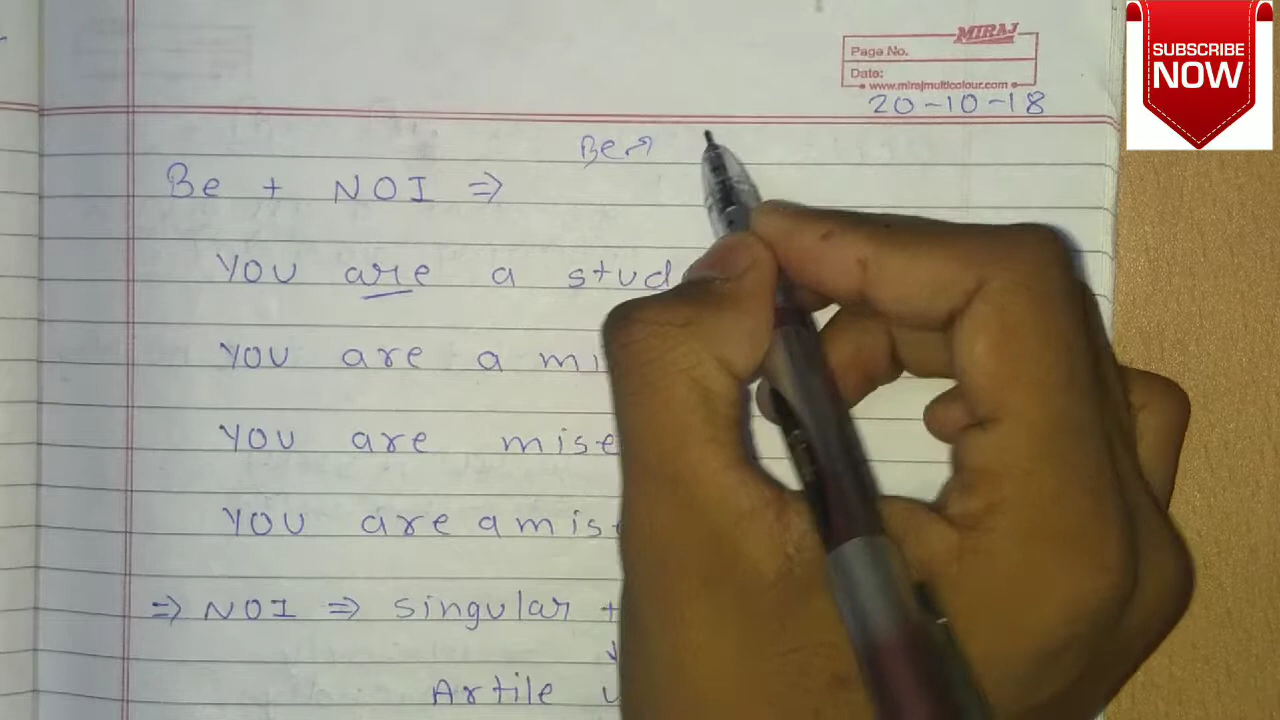 MIRAJ
Page No.
Date:
www.mirajmulticolour.com
20-10-18
SUBSCRIBE
NOW
Be
Be + NOI ⇒
You are a stud
You are a mi
You are mise
You are a mis
⇒ NOI ⇒ singular +
Artile